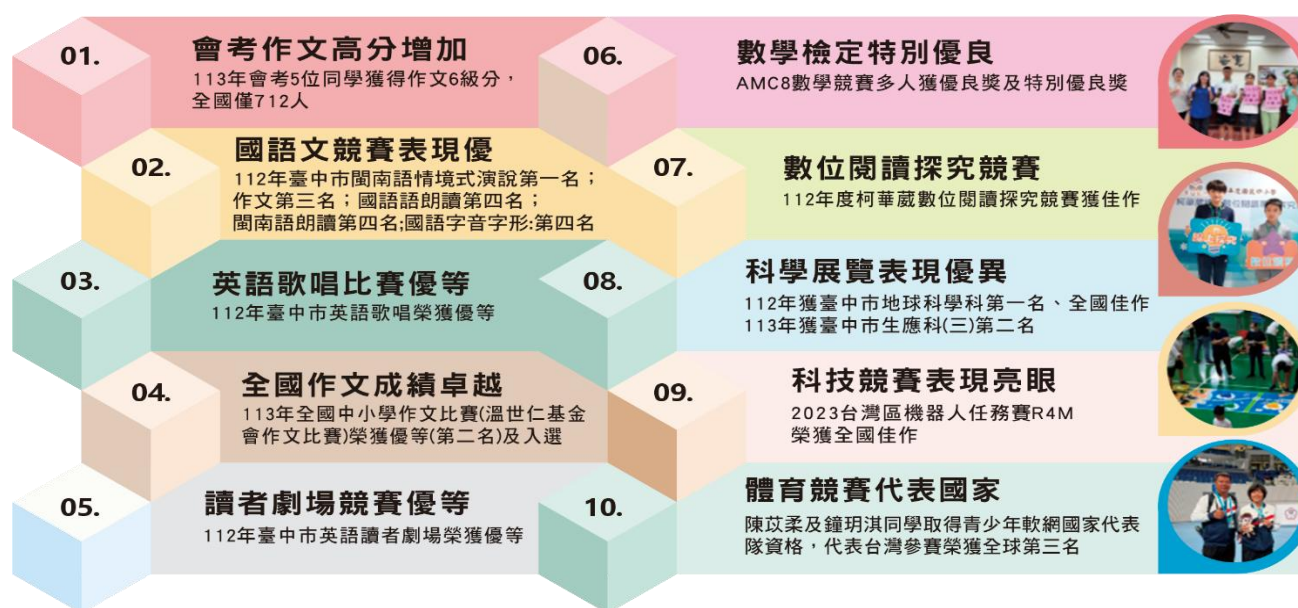 01.
會考作文高分增加
113年會考5位同學獲得作文6級分，
全國僅712人
02.
國語文競賽表現優
112年臺中市閩南語情境式演說第一名；
作文第三名；國語語朗讀第四名；
閩南語朗讀第四名;國語字音字形:第四名
03.
英語歌唱比賽優等
112年臺中市英語歌唱榮獲優等
04.
全國作文成績卓越
113年全國中小學作文比賽(溫世仁基金
會作文比賽)榮獲優等(第二名)及入選
05.
讀者劇場競賽優等
112年臺中市英語讀者劇場榮獲優等
06.
數學檢定特別優良
AMC8數學競賽多人獲優良獎及特別優良獎
07.
數位閱讀探究競賽
112年度柯華葳數位閱讀探究競賽獲佳作
08.
科學展覽表現優異
112年獲臺中市地球科學科第一名、全國佳作
113年獲臺中市生應科(三)第二名
09.
科技競賽表現亮眼
2023台灣區機器人任務賽R4M
榮獲全國佳作
10.
體育競賽代表國家
陳苡柔及鐘玥淇同學取得青少年軟網國家代表
隊資格，代表台灣參賽榮獲全球第三名